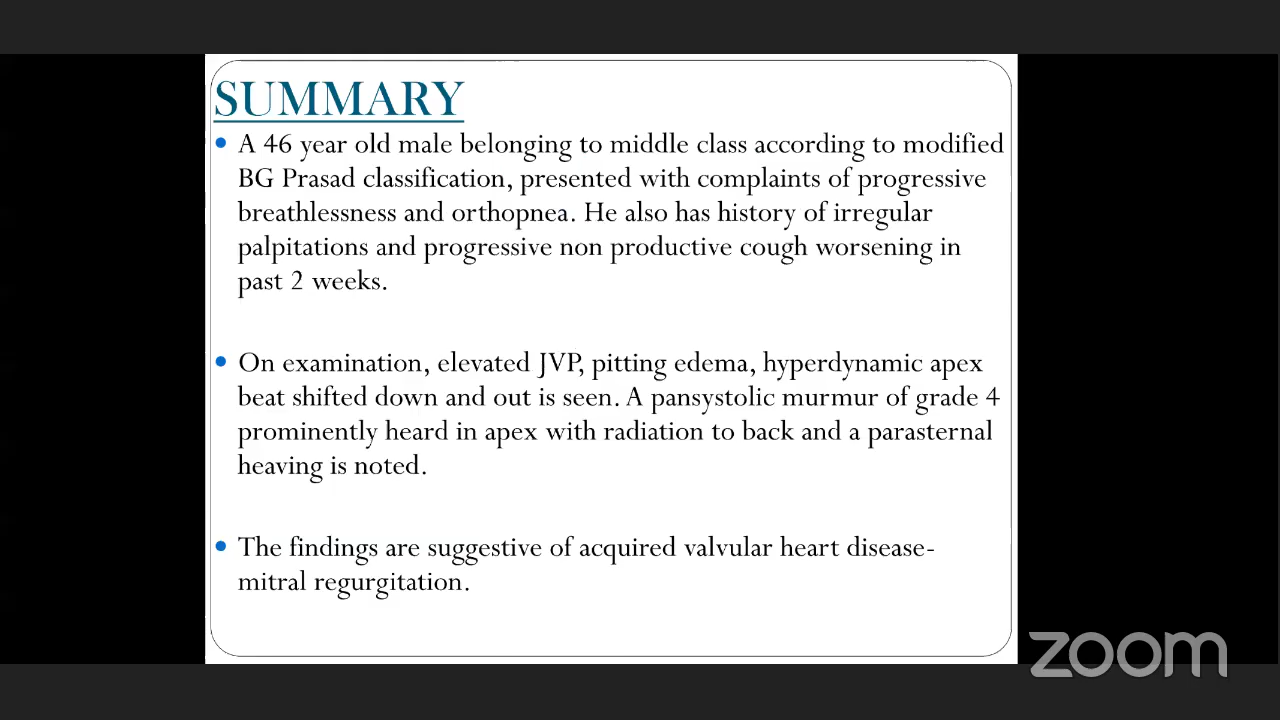 SUMMARY
A 46 year old male belonging to middle class according to modified
BG Prasad classification, presented with complaints of progressive
breathlessness and orthopnea. He also has history of irregular
palpitations and progressive non productive cough worsening in
past 2 weeks.
On examination, elevated JVP, pitting edema, hyperdynamic apex
beat shifted down and out is seen. A pansystolic murmur of grade 4
prominently heard in apex with radiation to back and a parasternal
heaving is noted.
The findings are suggestive of acquired valvular heart disease-
mitral regurgitation.
zoom